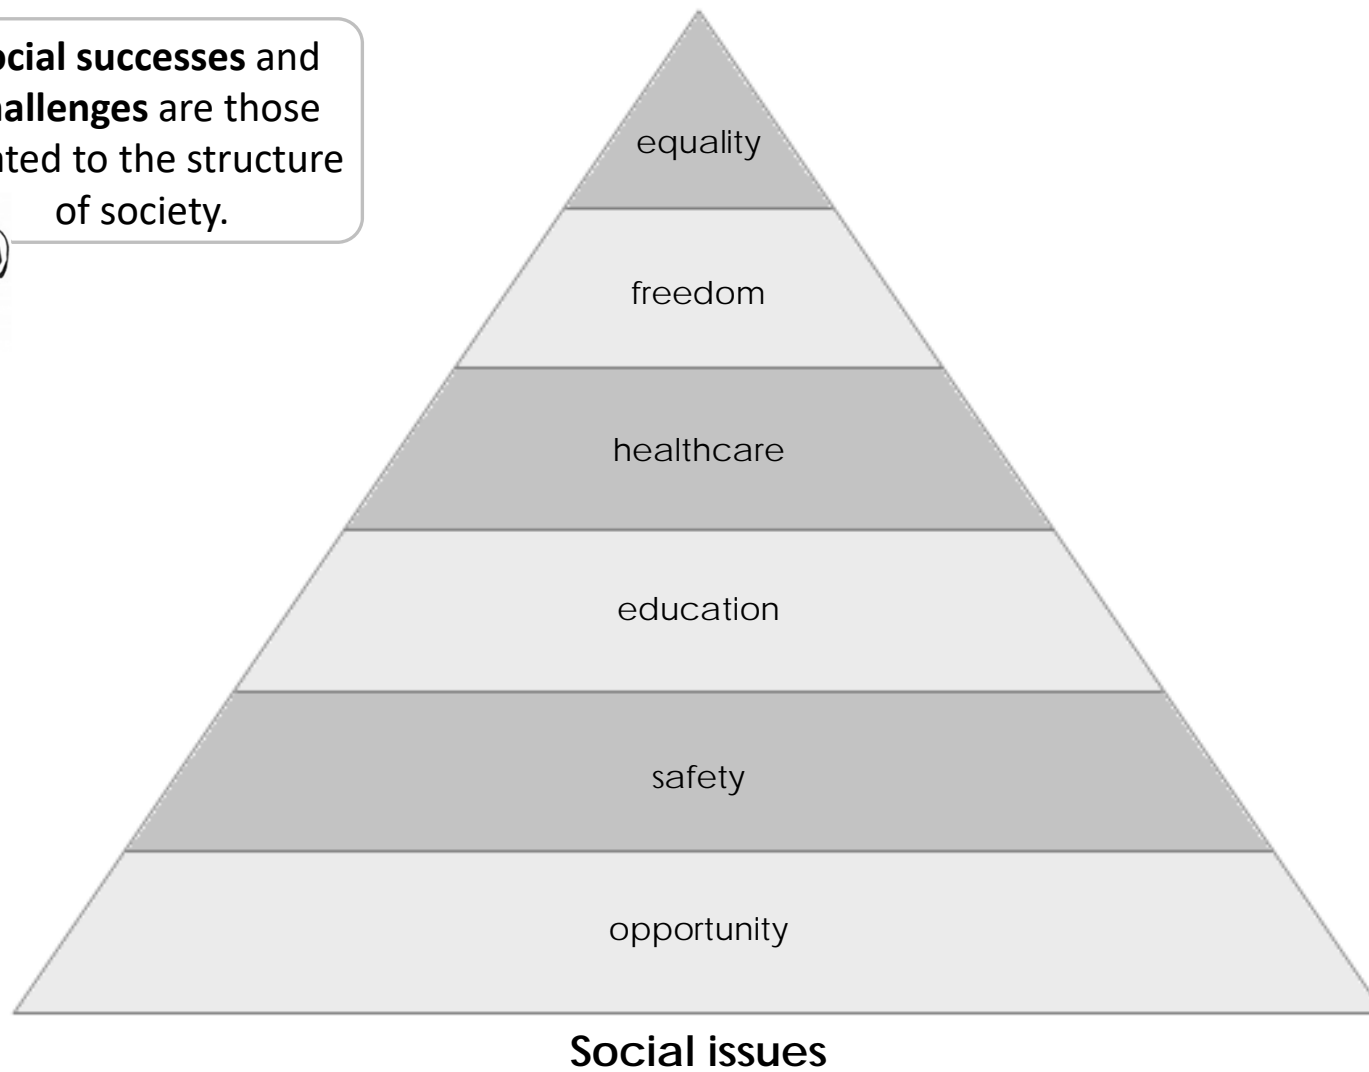 ocial successes and
allenges are those
ted to the structure
of society.
equality
freedom
healthcare
education
safety
opportunity
Social issues